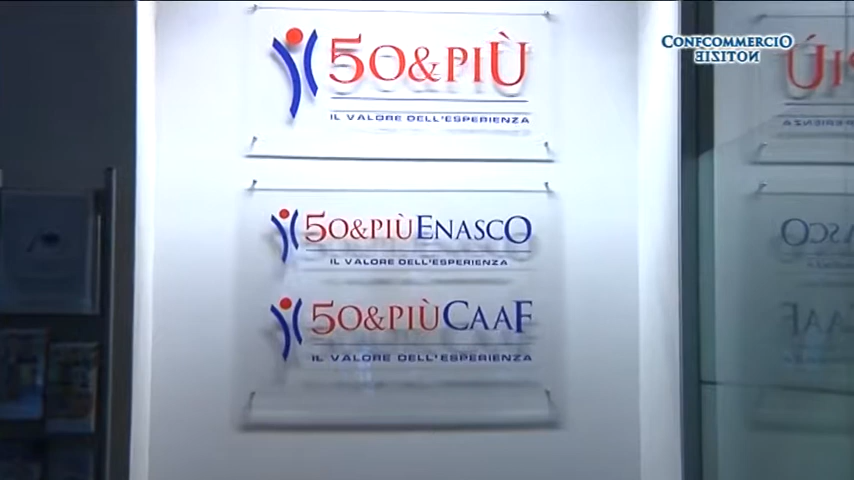 50&PIÙ
IL VALORE DELL'ESPERIENZA
50&PIÙENASCO
IL VALORE DELL'ESPERIENZA
50&PIÙCAAF
IL VALORE DELL'ESPERIENZA
CONFCOMMERCIO
NOTIZIE